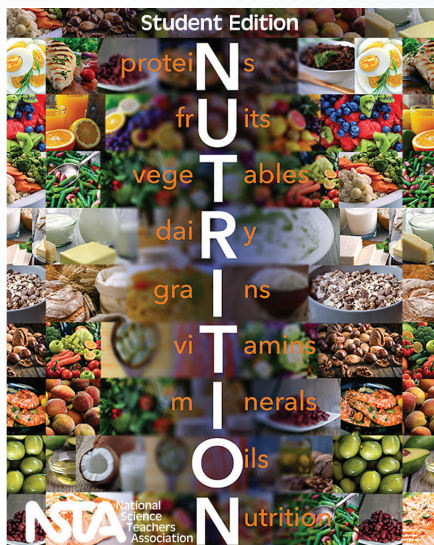 Student Edition
proteiNs
frUits
vegeTables
daiRy
graIns
viTamins
mInerals
Oils
Nutrition
NSTA
National
Science
Teachers
Association